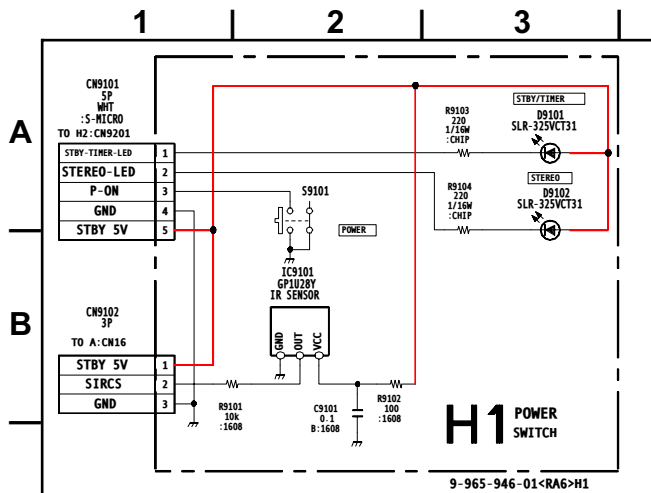 1 2 3
A
B
CN9101
5P
WHT
:S-MICRO
TO H2:CN9201
STBY-TIMER-LED 1
STEREO-LED 2
P-ON 3
GND 4
STBY 5V 5
S9101
POWER
R9103
220
1/16W
:CHIP
STBY/TIMER
D9101
SLR-325VCT31
R9104
220
1/16W
:CHIP
STEREO
D9102
SLR-325VCT31
IC9101
GP1U28Y
IR SENSOR
GND OUT VCC
CN9102
3P
TO A:CN16
STBY 5V 1
SIRCS 2
GND 3
R9101
10k
:1608
C9101
0.1
B:1608
R9102
100
:1608
H1 POWER
SWITCH
9-965-946-01<RA6>H1